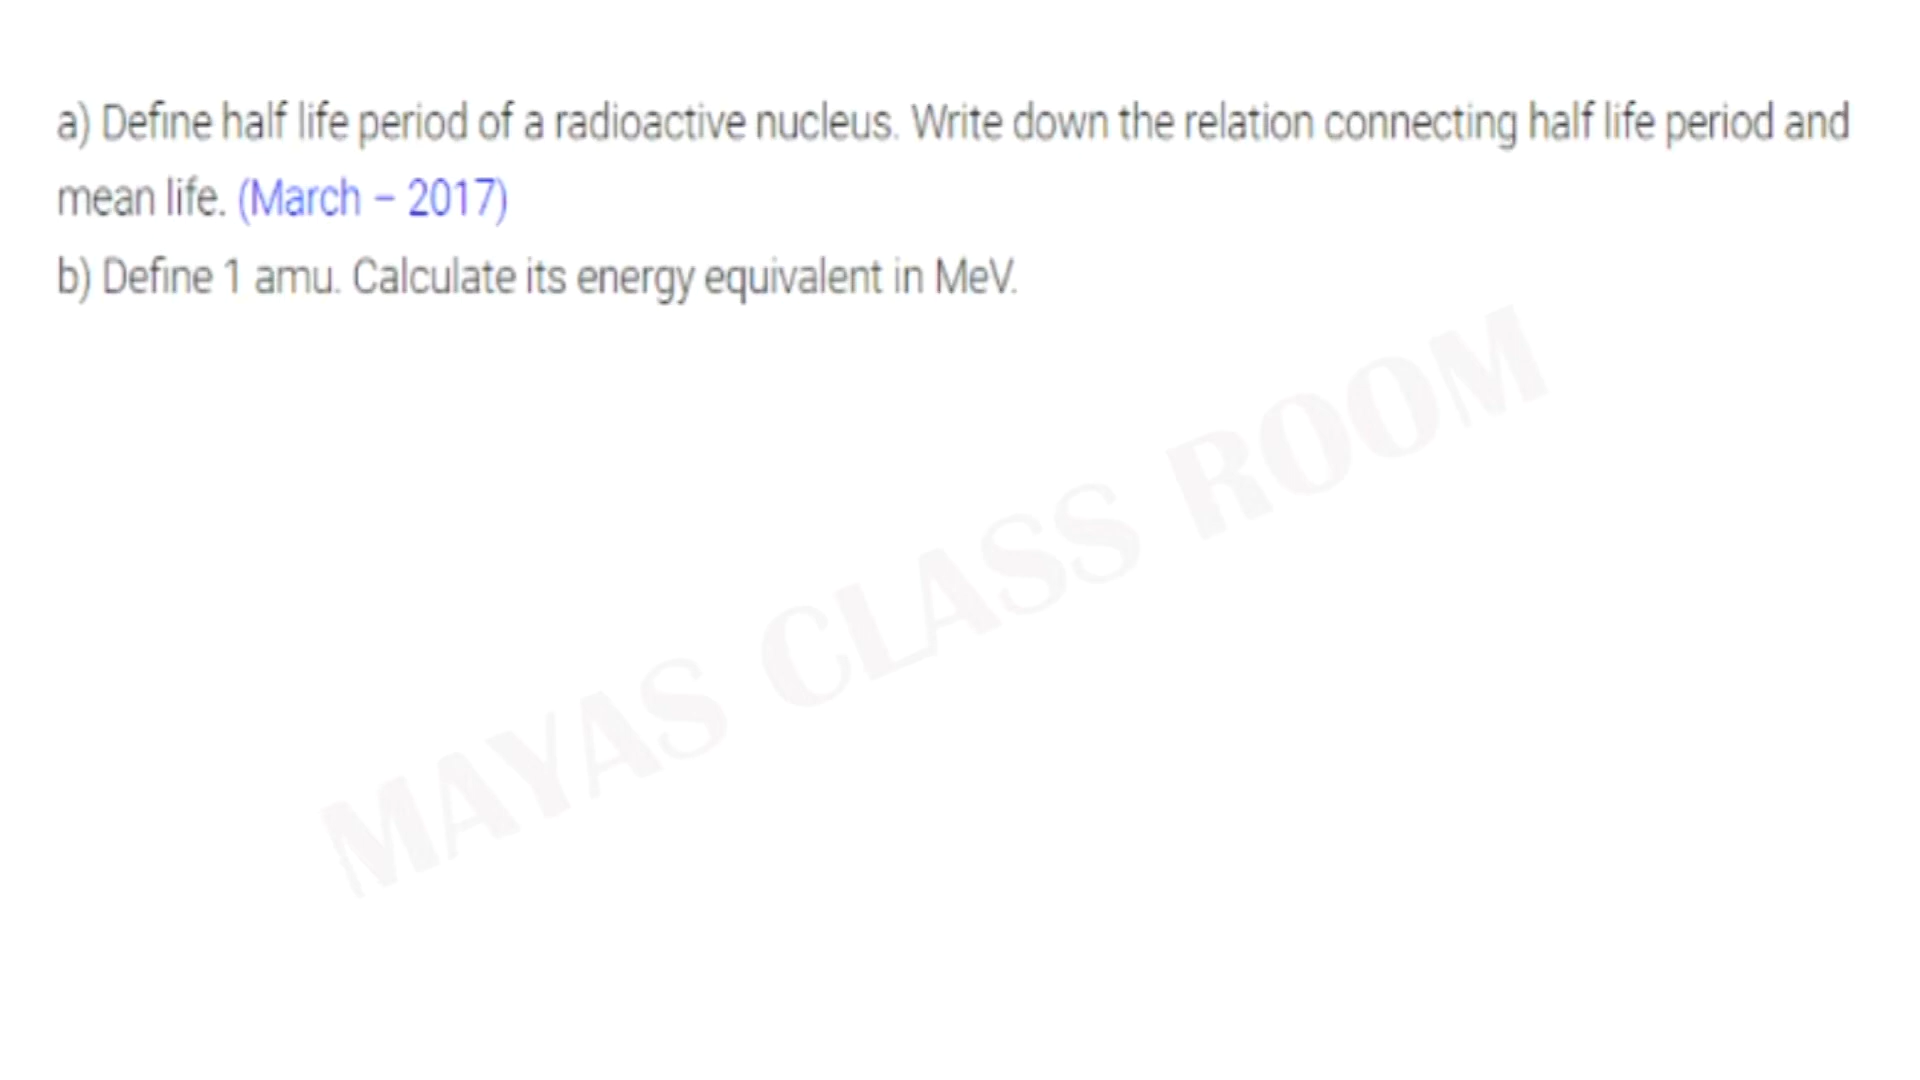 a) Define half life period of a radioactive nucleus. Write down the relation connecting half life period and
mean life. (March – 2017)
b) Define 1 amu. Calculate its energy equivalent in MeV.
MAYAS CLASS ROOM